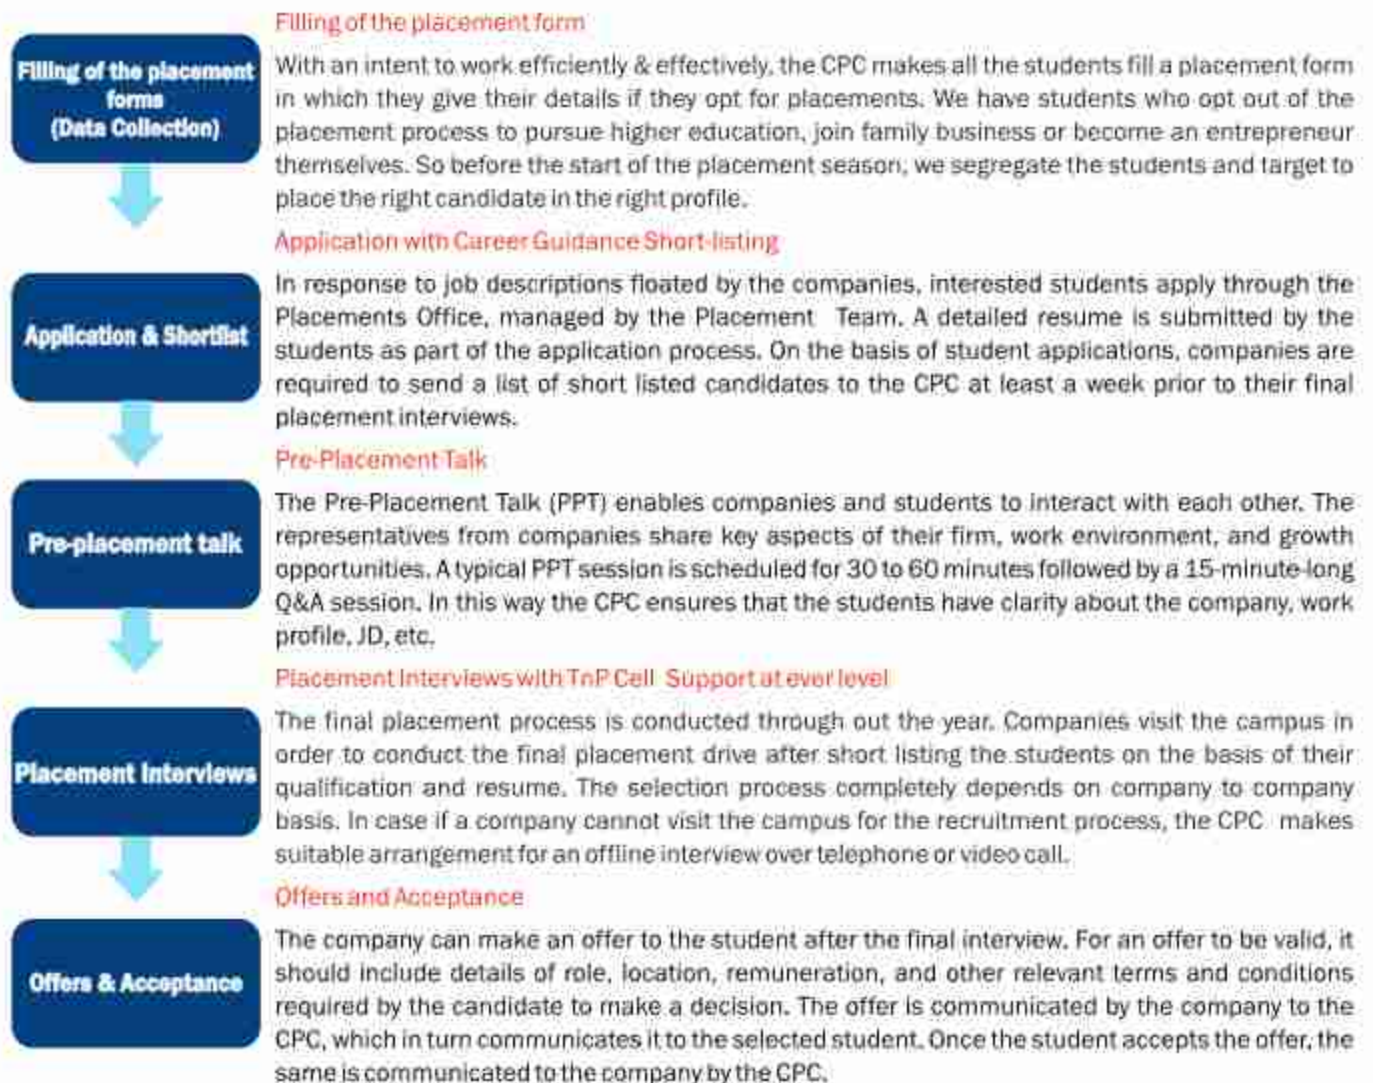 Filling of the placement form
Filling of the placement
forms
(Data Collection)
With an intent to work efficiently & effectively, the CPC makes all the students fill a placement form
in which they give their details if they opt for placements. We have students who opt out of the
placement process to pursue higher education, join family business or become an entrepreneur
themselves. So before the start of the placement season, we segregate the students and target to
place the right candidate in the right profile.
Application with Career Guidance Short-listing
Application & Shortlist
In response to job descriptions floated by the companies, interested students apply through the
Placements Office, managed by the Placement Team. A detailed resume is submitted by the
students as part of the application process. On the basis of student applications, companies are
required to send a list of short listed candidates to the CPC at least a week prior to their final
placement interviews.
Pre-Placement Talk
Pre-placement talk
The Pre-Placement Talk (PPT) enables companies and students to interact with each other. The
representatives from companies share key aspects of their firm, work environment, and growth
opportunities. A typical PPT session is scheduled for 30 to 60 minutes followed by a 15-minute-long
Q&A session. In this way the CPC ensures that the students have clarity about the company, work
profile, JD, etc.
Placement Interviews with TnP Cell Support at ever level
Placement Interviews
The final placement process is conducted through out the year. Companies visit the campus in
order to conduct the final placement drive after short listing the students on the basis of their
qualification and resume. The selection process completely depends on company to company
basis. In case if a company cannot visit the campus for the recruitment process, the CPC makes
suitable arrangement for an offline interview over telephone or video call.
Offers and Acceptance
Offers & Acceptance
The company can make an offer to the student after the final interview. For an offer to be valid, it
should include details of role, location, remuneration, and other relevant terms and conditions
required by the candidate to make a decision. The offer is communicated by the company to the
CPC, which in turn communicates it to the selected student. Once the student accepts the offer, the
same is communicated to the company by the CPC.